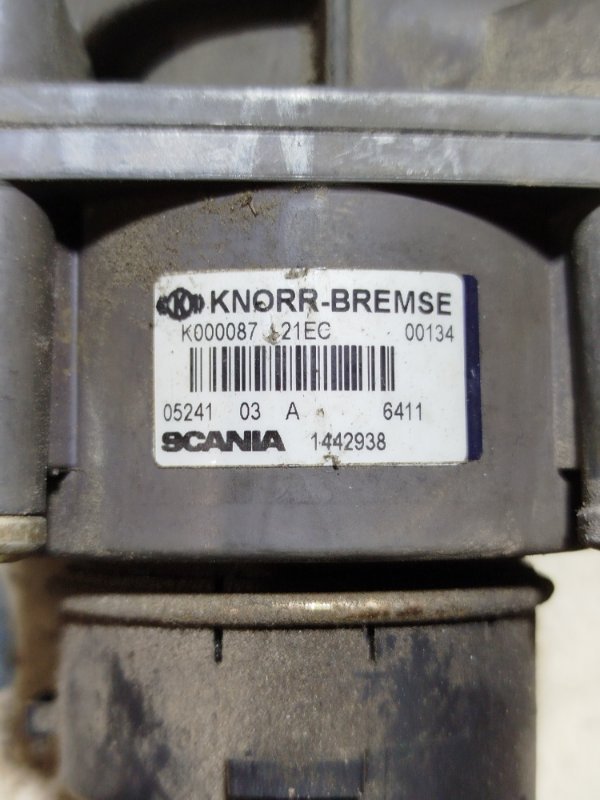 KNORR-BREMSE
K000087 21EC 00134
05241 03 A 6411
SCANIA 1442938